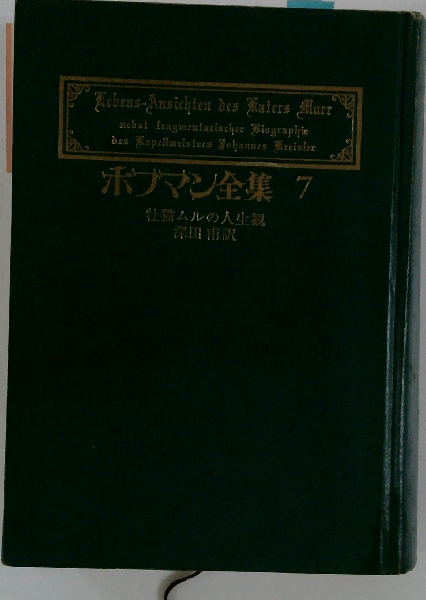 Lebens-Ansichten des Katers Murr
nebst fragmentarischer Biographie
des Kapellmeisters Johannes Kreisler
ホフマン全集 7
牡猫ムルの人生観
深田甫訳